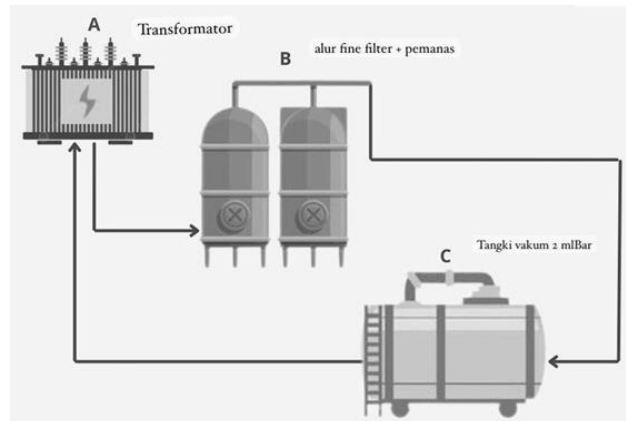 A
Transformator
B
alur fine filter + pemanas
C
Tangki vakum 2 mlBar